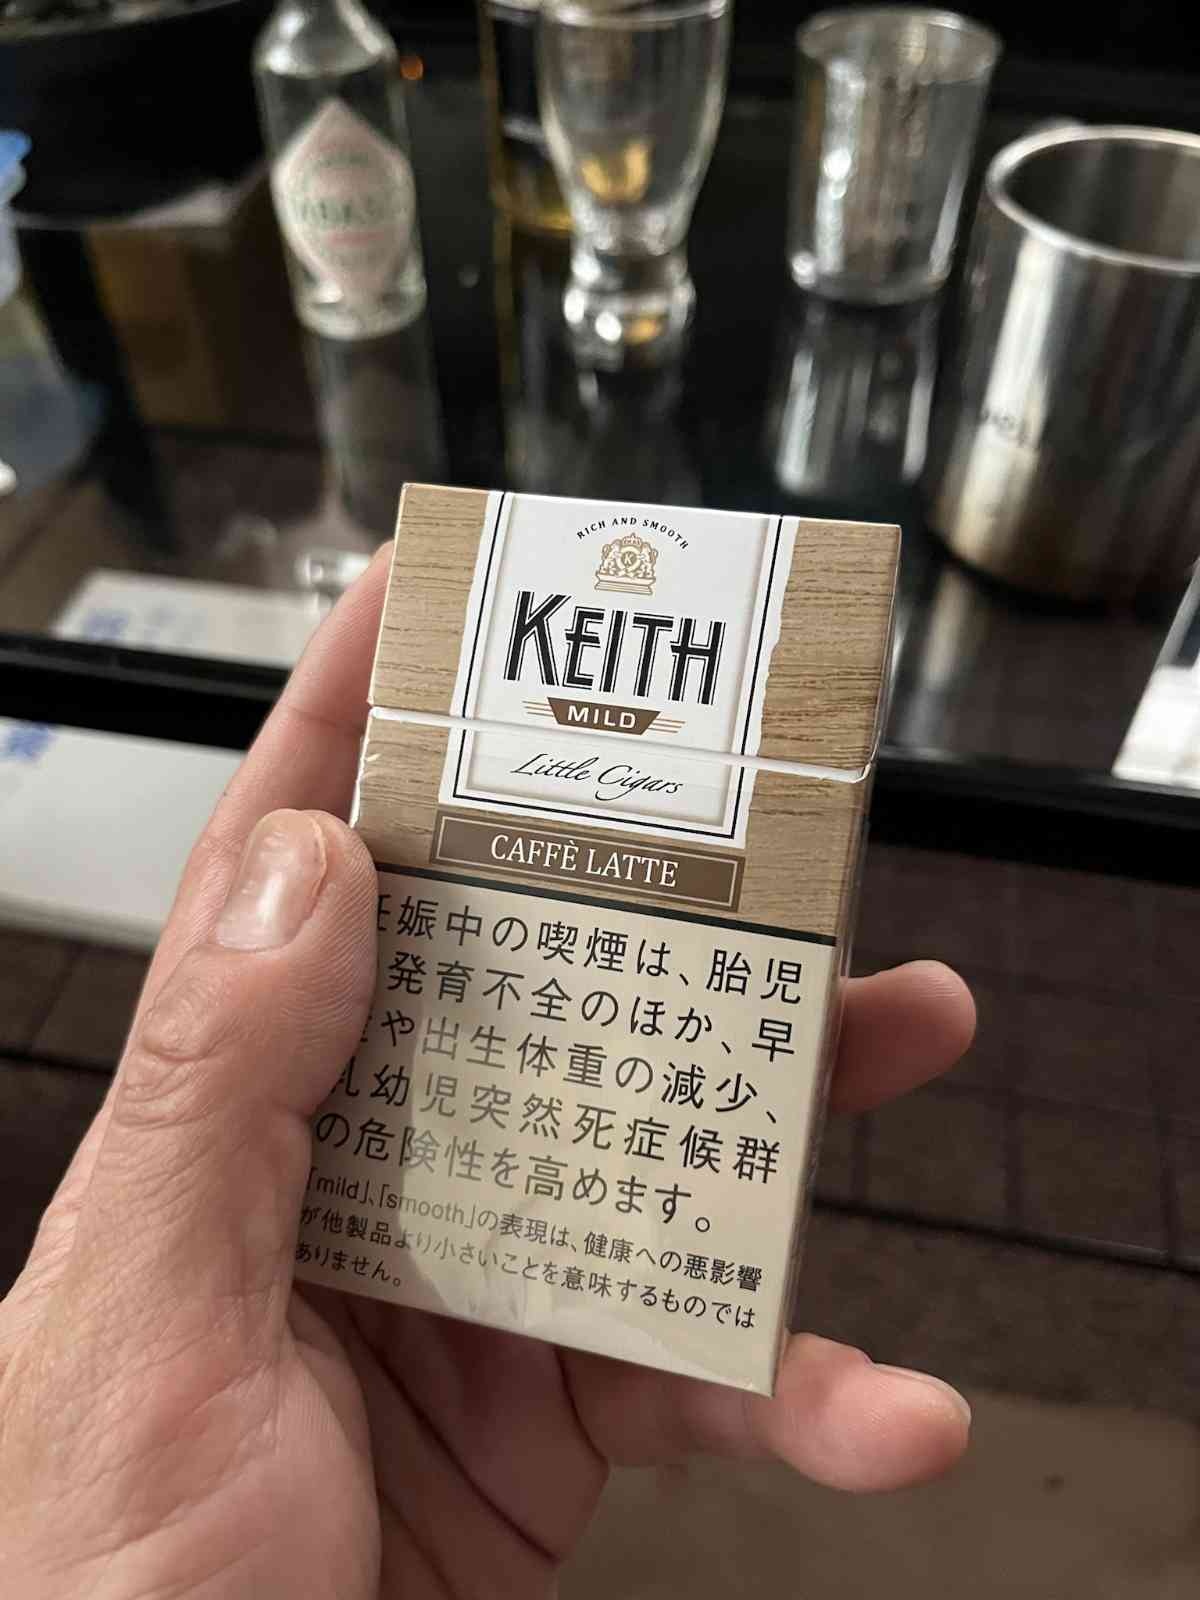 RICH AND SMOOTH
K
KEITH
MILD
Little Cigars
CAFFÈ LATTE
娠中の喫煙は、胎児
発育不全のほか、早
や出生体重の減少、
幼児突然死症候群
の危険性を高めます。
「mild」、「smooth」の表現は、健康への悪影響
が他製品より小さいことを意味するものでは
ありません。